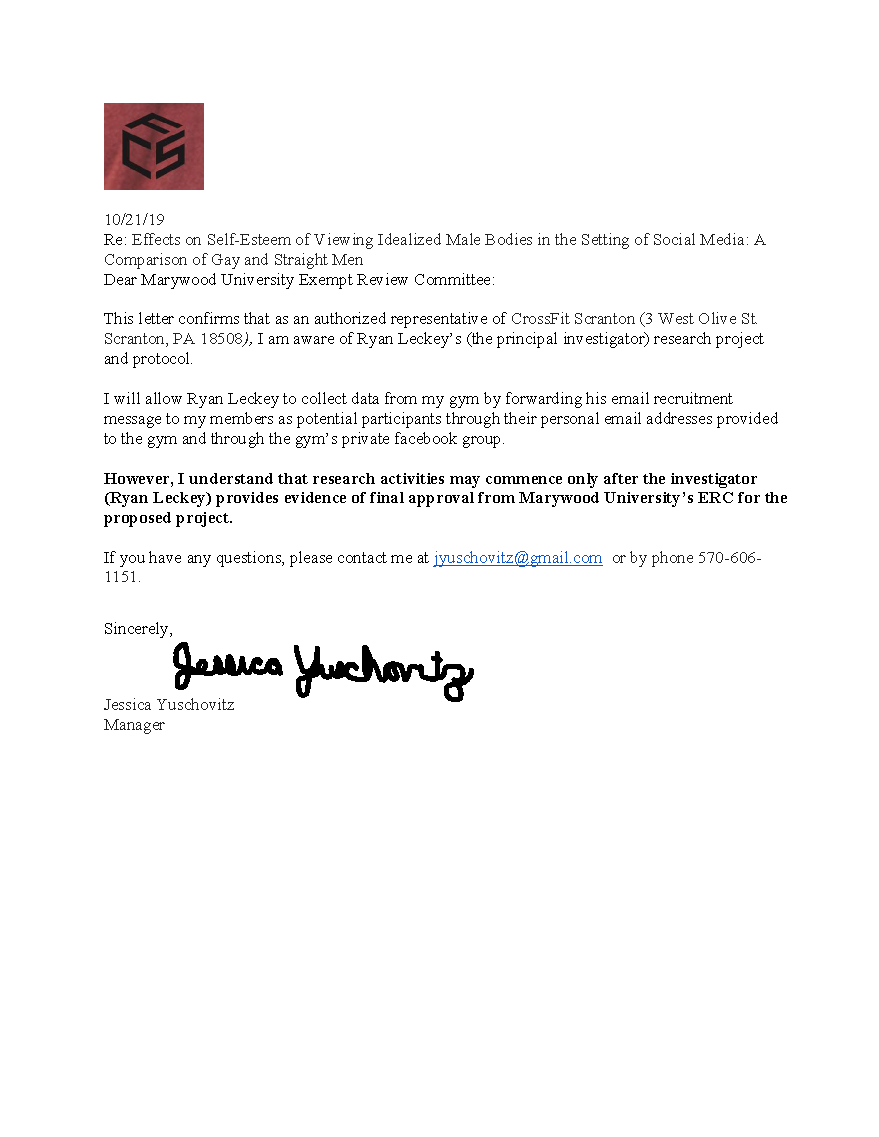 FCS
10/21/19
Re: Effects on Self-Esteem of Viewing Idealized Male Bodies in the Setting of Social Media: A
Comparison of Gay and Straight Men
Dear Marywood University Exempt Review Committee:
This letter confirms that as an authorized representative of CrossFit Scranton (3 West Olive St.
Scranton, PA 18508), I am aware of Ryan Leckey’s (the principal investigator) research project
and protocol.
I will allow Ryan Leckey to collect data from my gym by forwarding his email recruitment
message to my members as potential participants through their personal email addresses provided
to the gym and through the gym’s private facebook group.
However, I understand that research activities may commence only after the investigator
(Ryan Leckey) provides evidence of final approval from Marywood University’s ERC for the
proposed project.
If you have any questions, please contact me at jyuschovitz@gmail.com or by phone 570-606-
1151.
Sincerely,
Jessica Yuschovitz
Jessica Yuschovitz
Manager